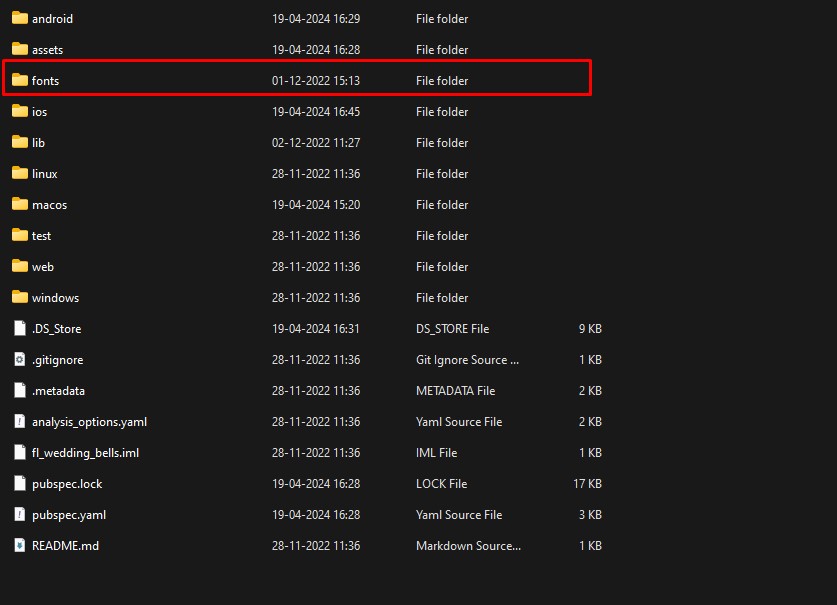 android 19-04-2024 16:29 File folder
assets 19-04-2024 16:28 File folder
fonts 01-12-2022 15:13 File folder
ios 19-04-2024 16:45 File folder
lib 02-12-2022 11:27 File folder
linux 28-11-2022 11:36 File folder
macos 19-04-2024 15:20 File folder
test 28-11-2022 11:36 File folder
web 28-11-2022 11:36 File folder
windows 28-11-2022 11:36 File folder
.DS_Store 19-04-2024 16:31 DS_STORE File 9 KB
.gitignore 28-11-2022 11:36 Git Ignore Source ... 1 KB
.metadata 28-11-2022 11:36 METADATA File 2 KB
analysis_options.yaml 28-11-2022 11:36 Yaml Source File 2 KB
fl_wedding_bells.iml 28-11-2022 11:36 IML File 1 KB
pubspec.lock 19-04-2024 16:28 LOCK File 17 KB
pubspec.yaml 19-04-2024 16:28 Yaml Source File 3 KB
README.md 28-11-2022 11:36 Markdown Source... 1 KB